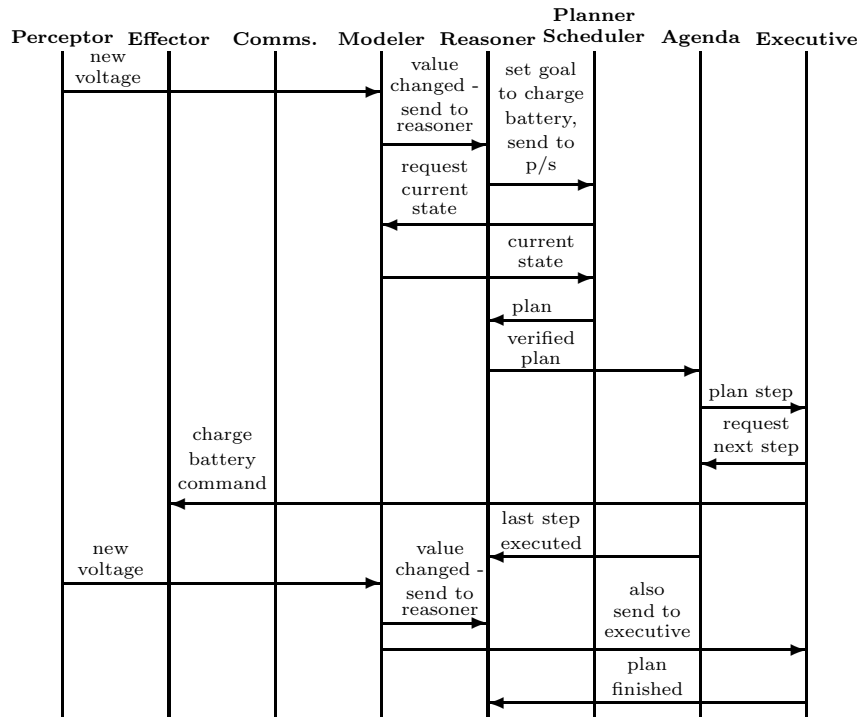 Perceptor Effector Comms. Modeler Reasoner Planner Scheduler Agenda Executive
new
voltage
value
changed -
send to
reasoner
set goal
to charge
battery,
send to
p/s
request
current
state
current
state
plan
verified
plan
plan step
request
next step
charge
battery
command
last step
executed
new
voltage
value
changed -
send to
reasoner
also
send to
executive
plan
finished